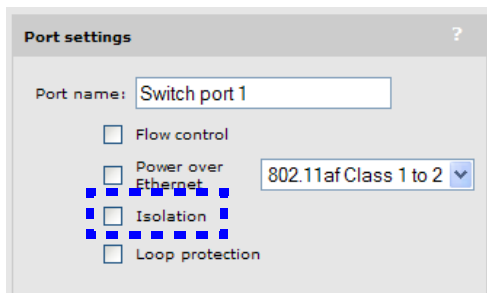 Port settings ?
Port name: Switch port 1
Flow control
Power over
Ethernet 802.11af Class 1 to 2
Isolation
Loop protection